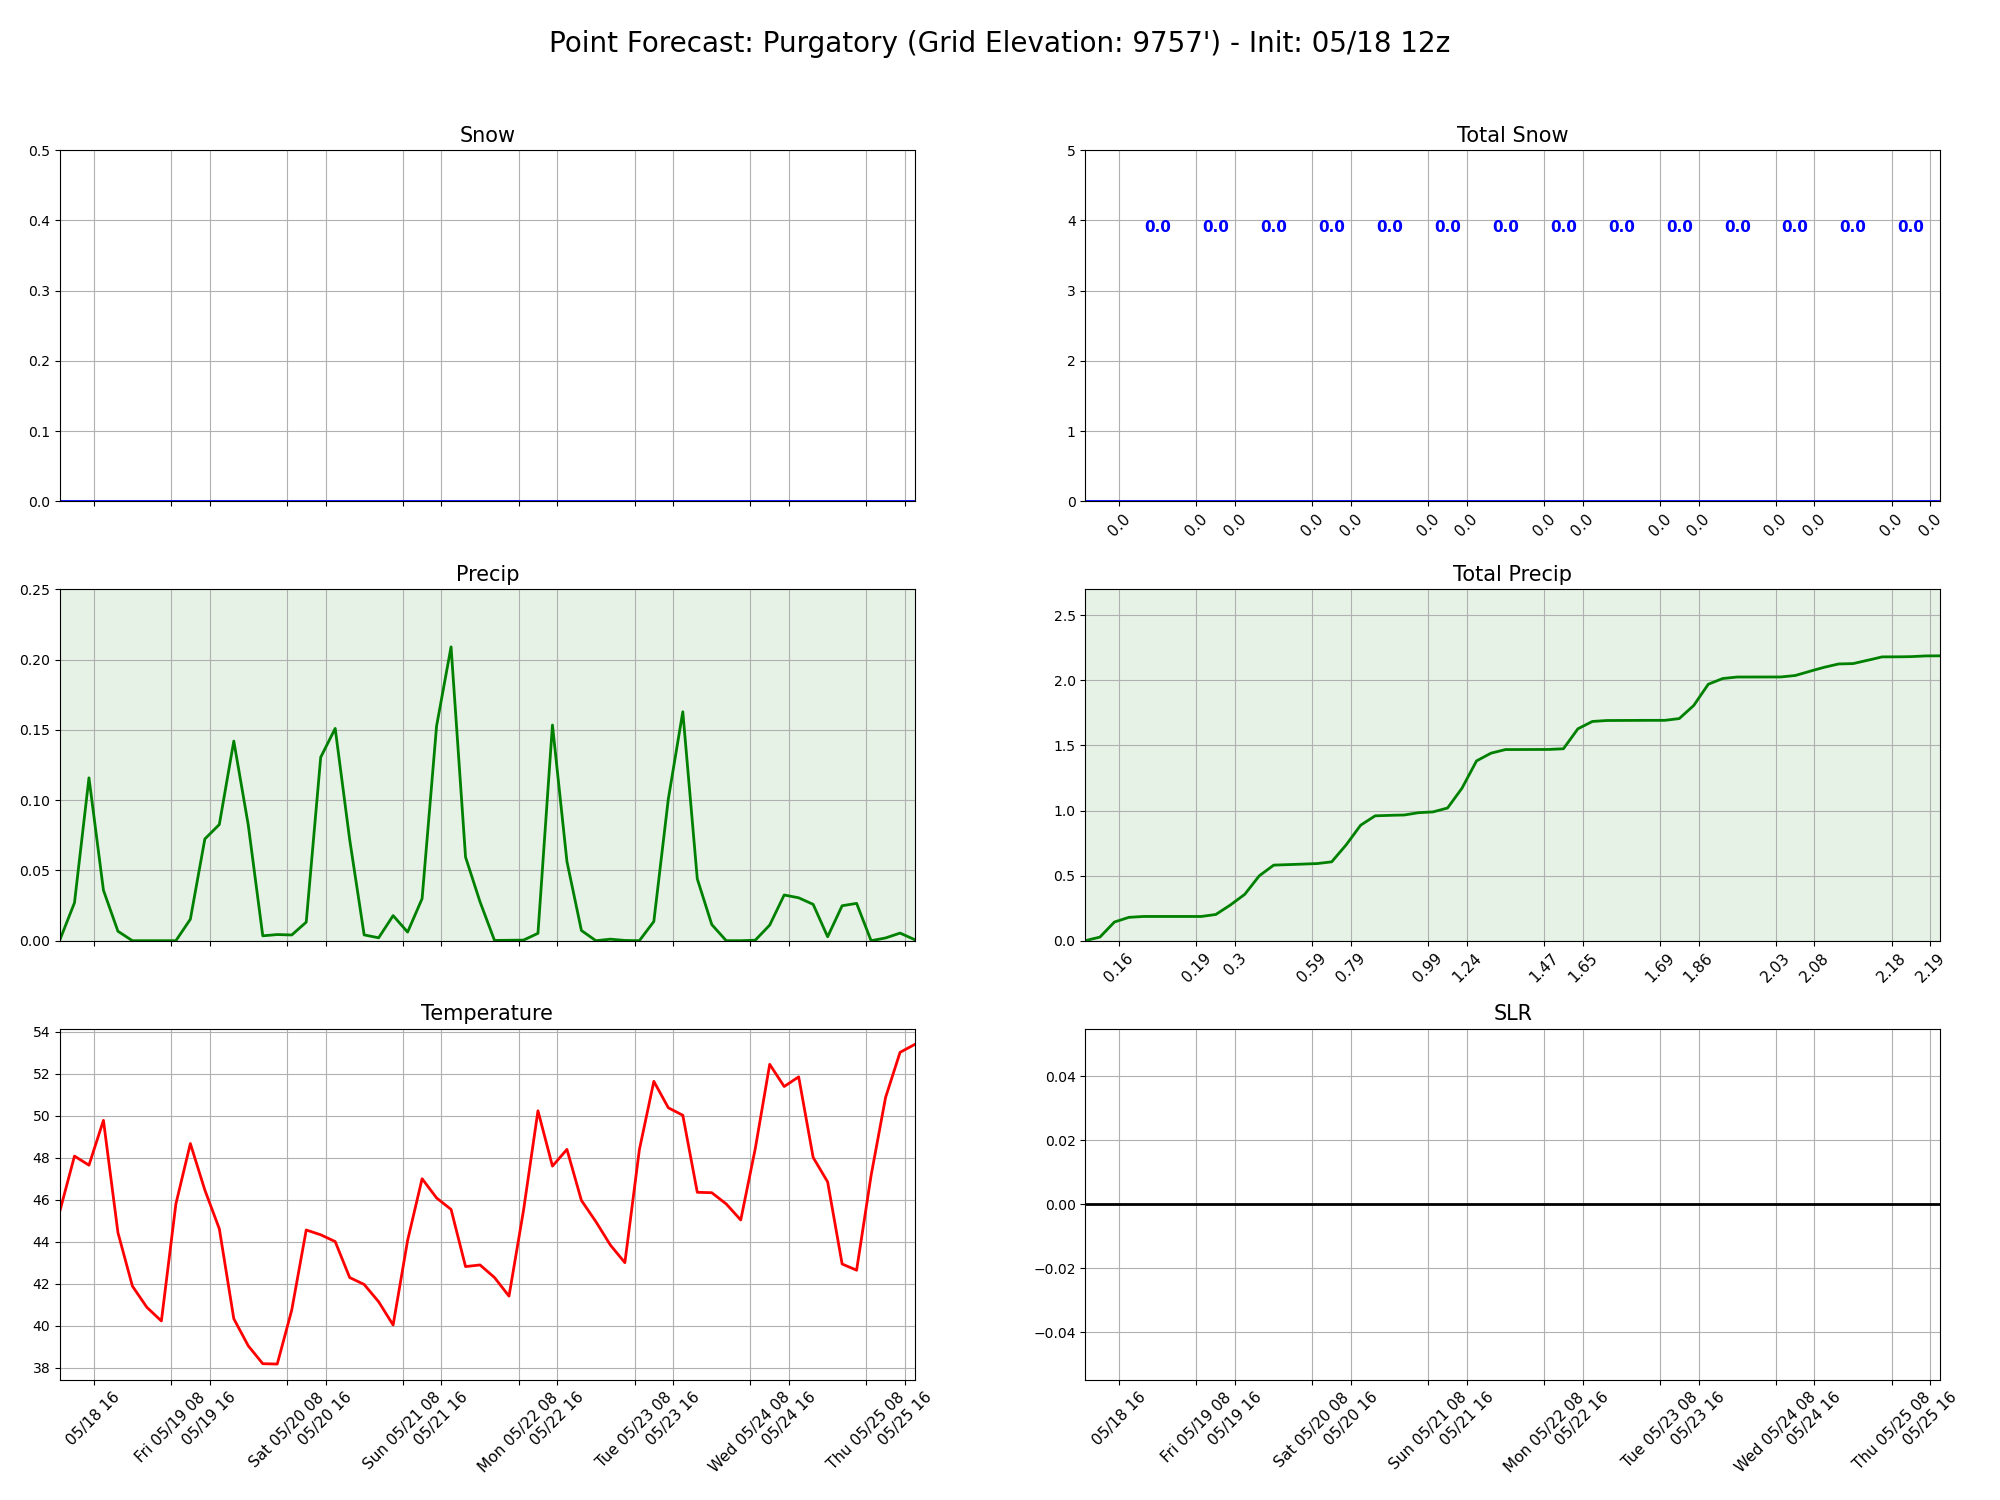 Point Forecast: Purgatory (Grid Elevation: 9757') - Init: 05/18 12z
Snow
0.5
0.4
0.3
0.2
0.1
0.0
Total Snow
5
4
3
2
1
0
0.0 0.0 0.0 0.0 0.0 0.0 0.0 0.0 0.0 0.0 0.0 0.0 0.0 0.0
0.0 0.0 0.0 0.0 0.0 0.0 0.0 0.0 0.0 0.0 0.0 0.0 0.0 0.0 0.0
Precip
0.25
0.20
0.15
0.10
0.05
0.00
Total Precip
2.5
2.0
1.5
1.0
0.5
0.0
0.16 0.19 0.3 0.59 0.79 0.99 1.24 1.47 1.65 1.69 1.86 2.03 2.08 2.18 2.19
Temperature
54
52
50
48
46
44
42
40
38
05/18 16
Fri 05/19 08
05/19 16
Sat 05/20 08
05/20 16
Sun 05/21 08
05/21 16
Mon 05/22 08
05/22 16
Tue 05/23 08
05/23 16
Wed 05/24 08
05/24 16
Thu 05/25 08
05/25 16
SLR
0.04
0.02
0.00
−0.02
−0.04
05/18 16
Fri 05/19 08
05/19 16
Sat 05/20 08
05/20 16
Sun 05/21 08
05/21 16
Mon 05/22 08
05/22 16
Tue 05/23 08
05/23 16
Wed 05/24 08
05/24 16
Thu 05/25 08
05/25 16